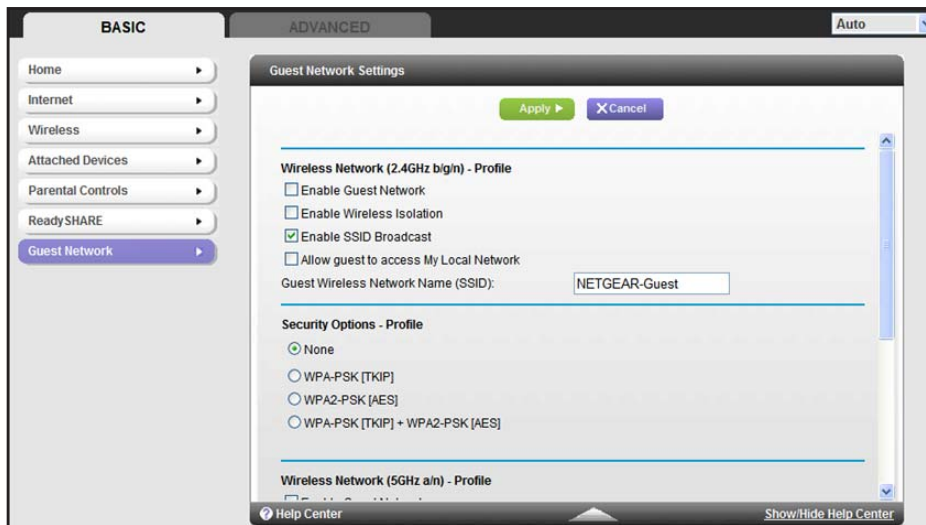 BASIC
ADVANCED
Auto
Home
Internet
Wireless
Attached Devices
Parental Controls
ReadySHARE
Guest Network
Guest Network Settings
Apply
Cancel
Wireless Network (2.4GHz b/g/n) - Profile
Enable Guest Network
Enable Wireless Isolation
Enable SSID Broadcast
Allow guest to access My Local Network
Guest Wireless Network Name (SSID): NETGEAR-Guest
Security Options - Profile
None
WPA-PSK [TKIP]
WPA2-PSK [AES]
WPA-PSK [TKIP] + WPA2-PSK [AES]
Wireless Network (5GHz a/n) - Profile
Help Center
Show/Hide Help Center